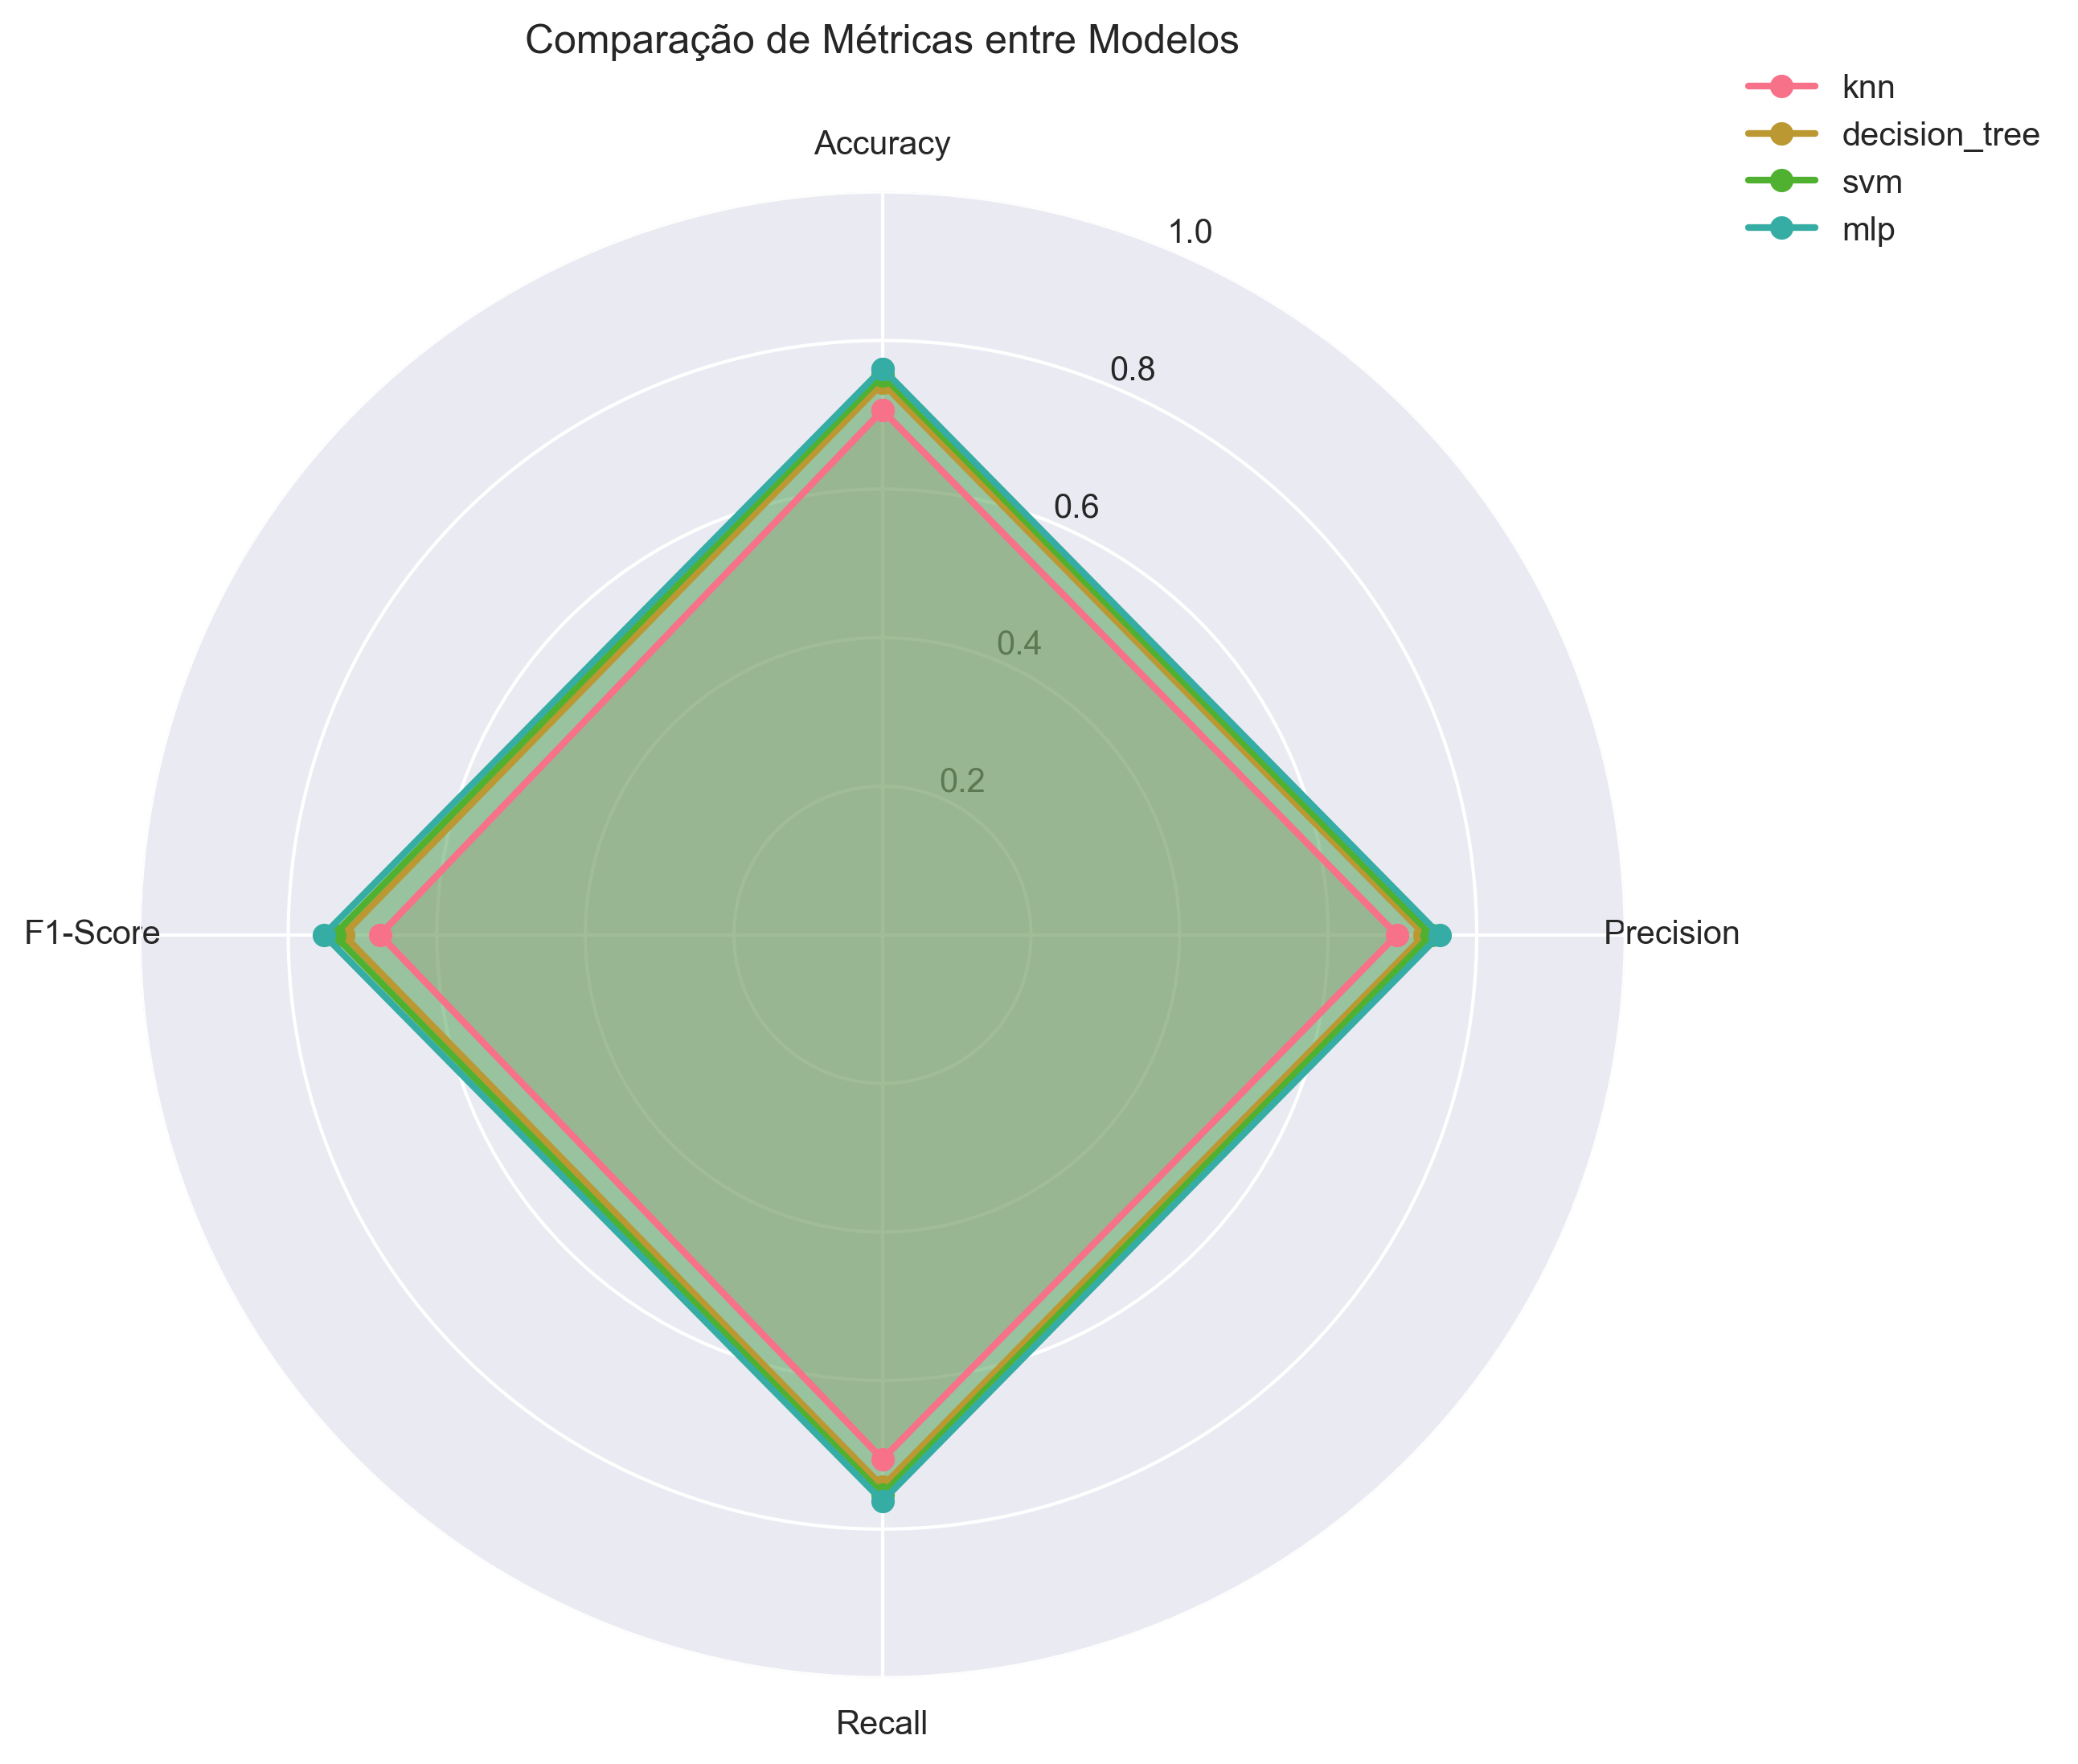 Comparação de Métricas entre Modelos
knn
decision_tree
svm
mlp
Accuracy
1.0
0.8
0.6
0.4
0.2
F1-Score
Precision
Recall